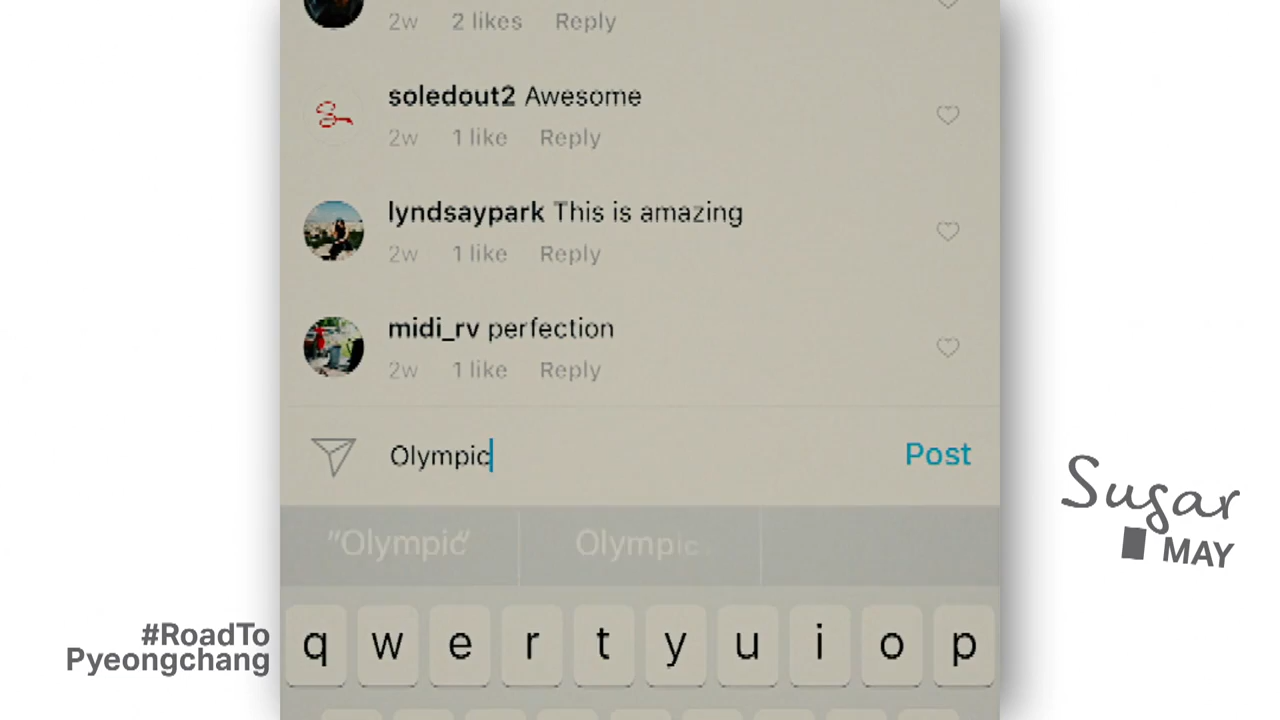 2w 2 likes Reply
soledout2 Awesome
2w 1 like Reply
lyndsaypark This is amazing
2w 1 like Reply
midi_rv perfection
2w 1 like Reply
Olympic Post
"Olympic" Olympic
q w e r t y u i o p
#RoadTo
Pyeongchang
Sugar
MAY